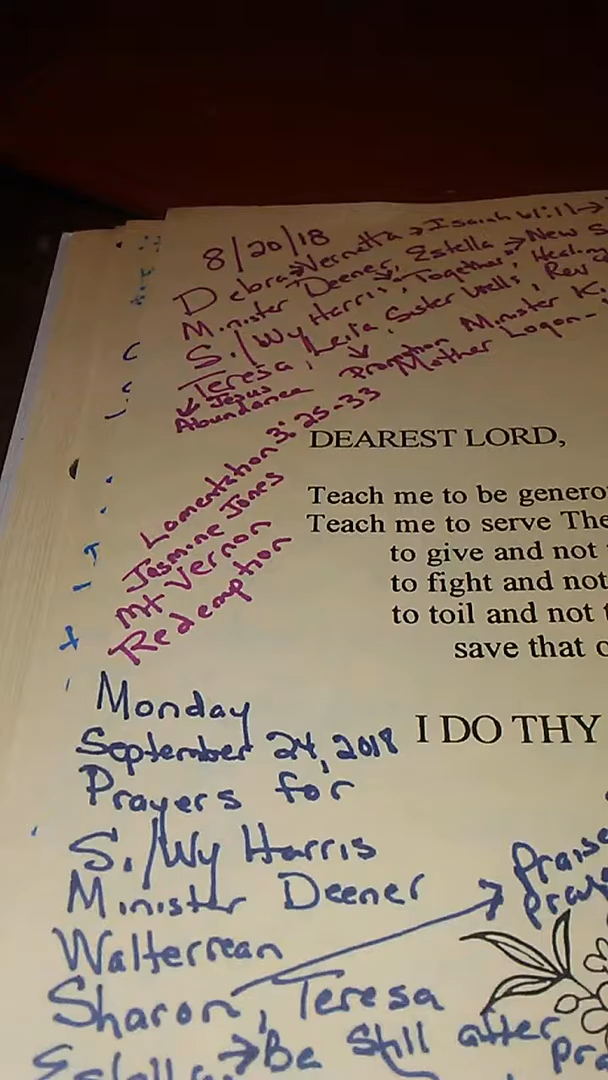 8/20/18
Debra→Vernetta→Isaiah 61:11→
Minister Deener, Estella→New S
S./Wy Harris, Together, Healing
Teresa, Leila, Sister Wells, Rev
↓ Jesus ↓ Minister K.
Abundance Mother Logan-
Lamentation 3:25-33
Jasmine Jones
Mt Vernon
Redemption
DEAREST LORD,
Teach me to be genero
Teach me to serve The
to give and not
to fight and not
to toil and not t
save that o
I DO THY
Monday
September 24, 2018
Prayers for
S./Wy Harris
Minister Deener
Walterrean
Sharon, Teresa
Praise
Estella→Be Still after